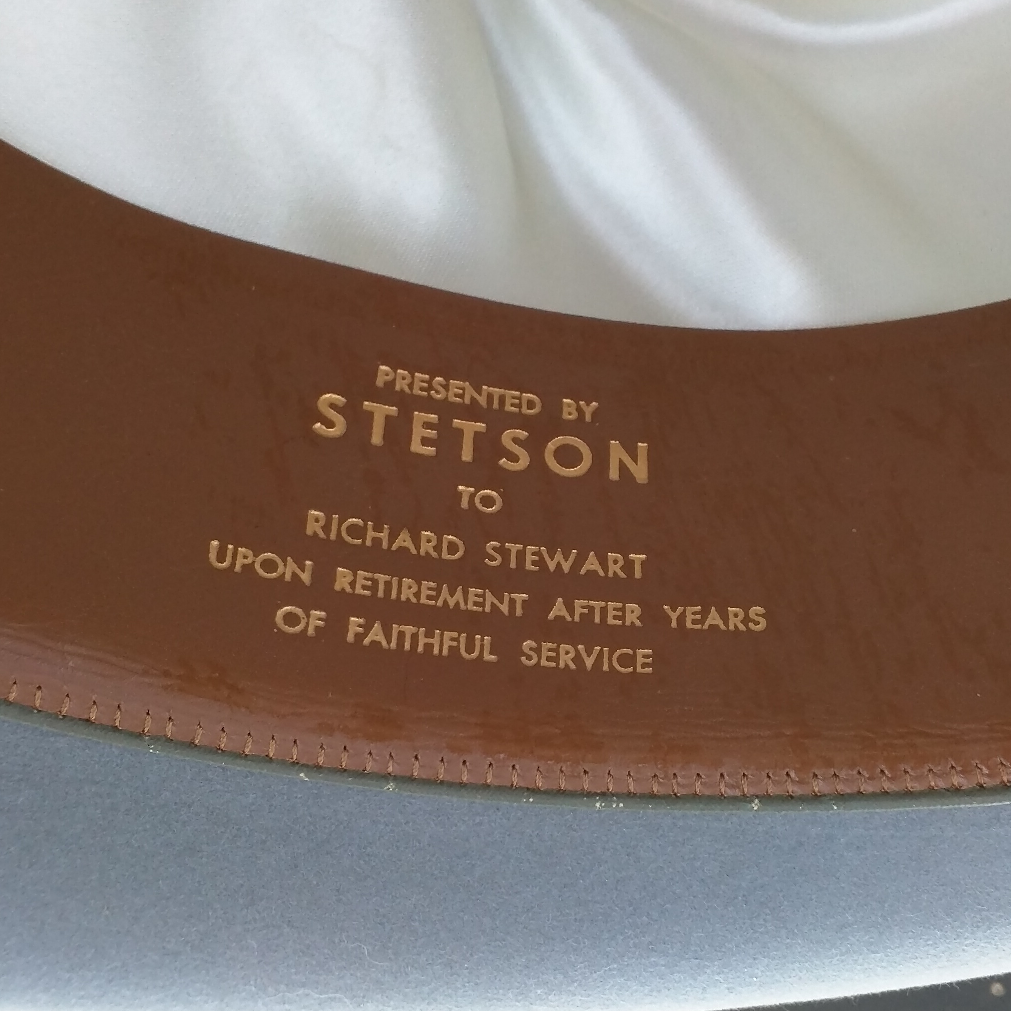 PRESENTED BY
STETSON
TO
RICHARD STEWART
UPON RETIREMENT AFTER YEARS
OF FAITHFUL SERVICE